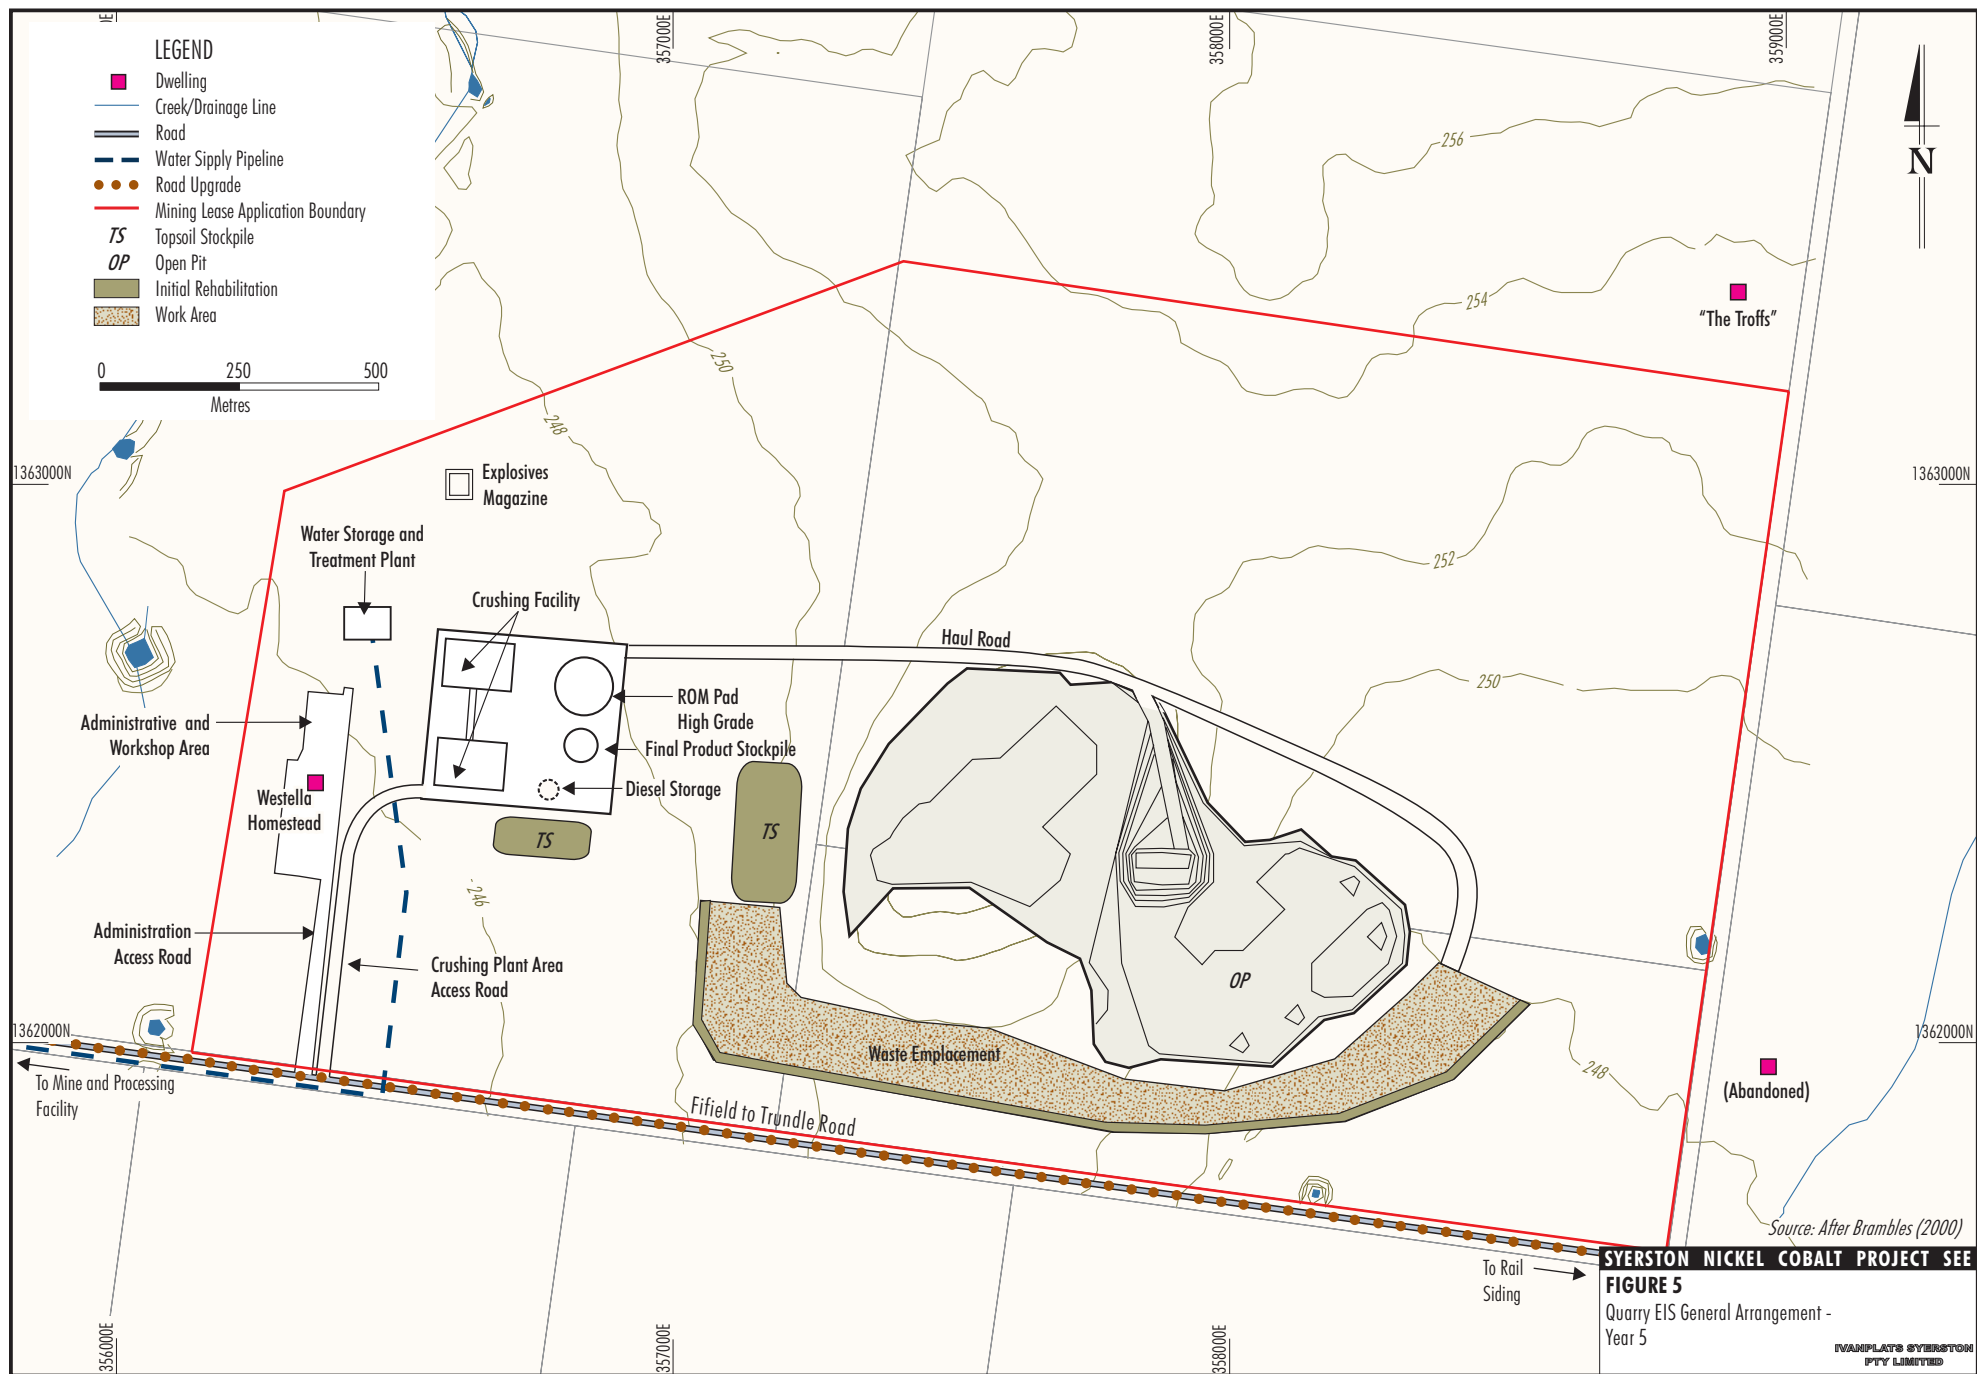 LEGEND
Dwelling
Creek/Drainage Line
Road
Water Sipply Pipeline
Road Upgrade
Mining Lease Application Boundary
TS Topsoil Stockpile
OP Open Pit
Initial Rehabilitation
Work Area
0 250 500
Metres
357000E
358000E
359000E
N
256
254
"The Troffs"
250
248
1363000N
1363000N
Explosives
Magazine
Water Storage and
Treatment Plant
252
Crushing Facility
Haul Road
250
ROM Pad
High Grade
Administrative and
Workshop Area
Final Product Stockpile
Diesel Storage
Westella
Homestead
TS
TS
246
Administration
Access Road
Crushing Plant Area
Access Road
OP
1362000N
1362000N
Waste Emplacement
248
(Abandoned)
To Mine and Processing
Facility
Fifield to Trundle Road
Source: After Brambles (2000)
To Rail
Siding
356000E
357000E
358000E
SYERSTON NICKEL COBALT PROJECT SEE
FIGURE 5
Quarry EIS General Arrangement -
Year 5
IVANPLATS SYERSTON
PTY LIMITED